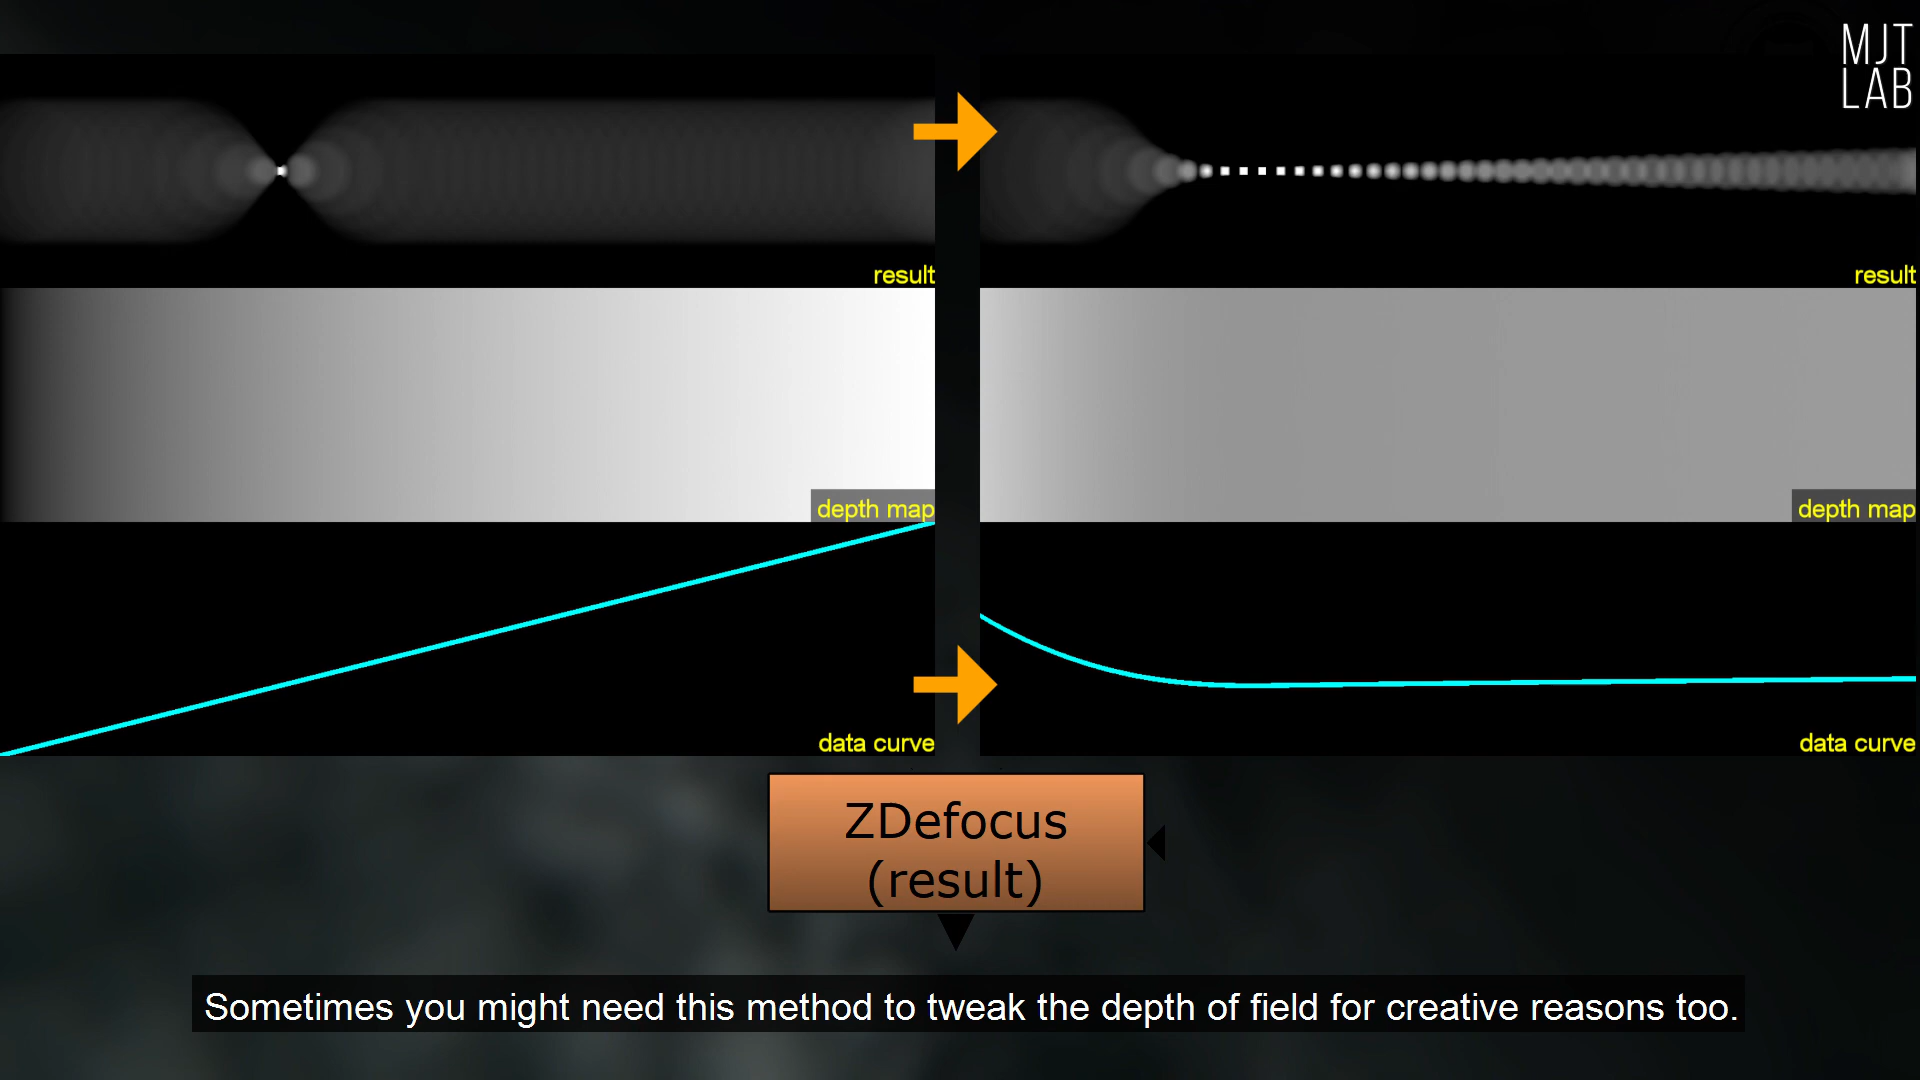 MJT
LAB
result
result
depth map
depth map
data curve
data curve
ZDefocus
(result)
Sometimes you might need this method to tweak the depth of field for creative reasons too.